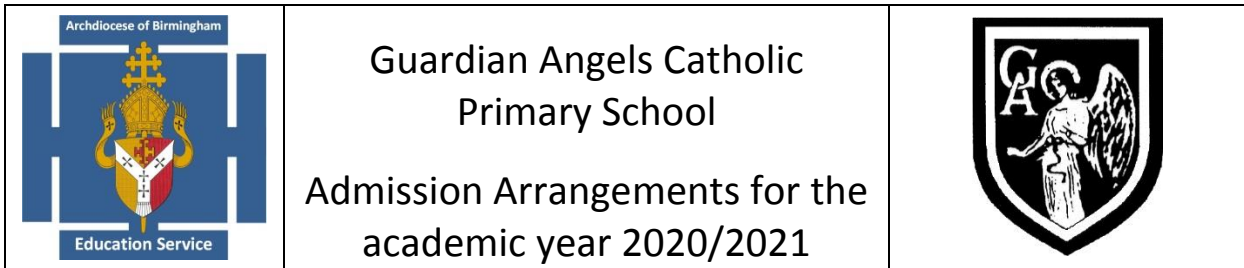 Archdiocese of Birmingham
Education Service
Guardian Angels Catholic
Primary School
Admission Arrangements for the
academic year 2020/2021
GA